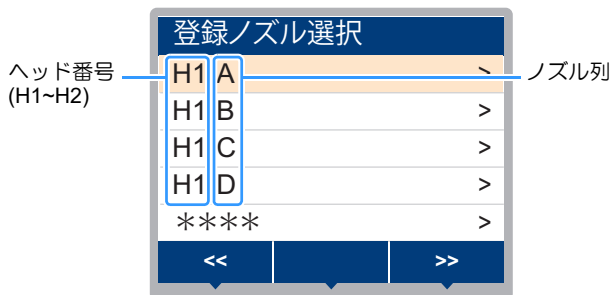 登録ノズル選択
ヘッド番号
(H1~H2)
ノズル列
H1 A >
H1 B >
H1 C >
H1 D >
＊＊＊＊ >
<< >>